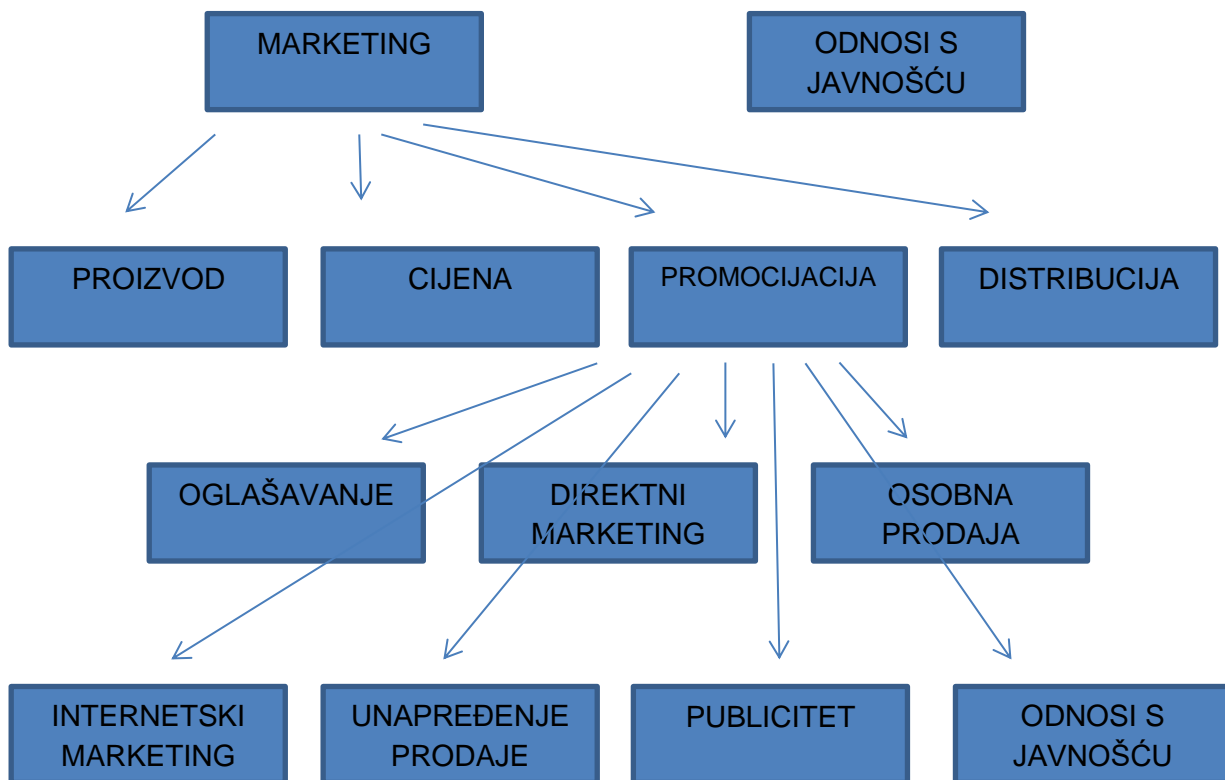 MARKETING
ODNOSI S
JAVNOŠĆU
PROIZVOD
CIJENA
PROMOCIJACIJA
DISTRIBUCIJA
OGLAŠAVANJE
DIREKTNI
MARKETING
OSOBNA
PRODAJA
INTERNETSKI
MARKETING
UNAPREĐENJE
PRODAJE
PUBLICITET
ODNOSI S
JAVNOŠĆU